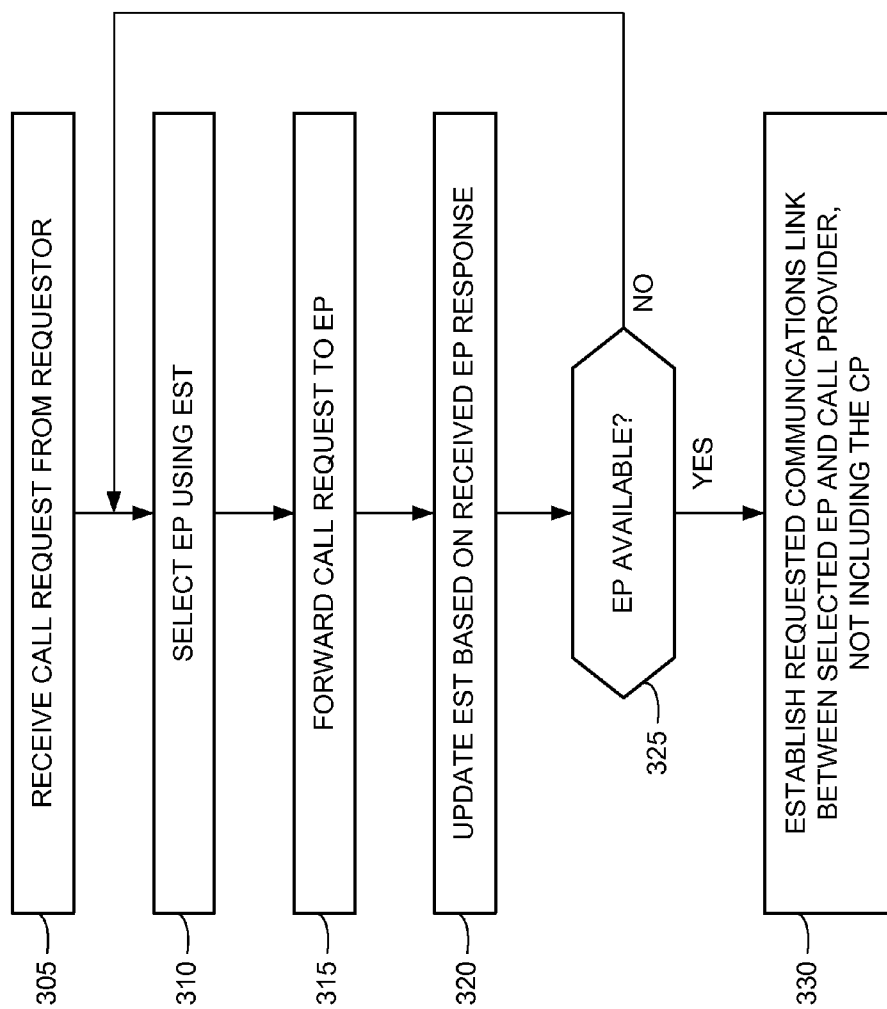 305
RECEIVE CALL REQUEST FROM REQUESTOR
310
SELECT EP USING EST
315
FORWARD CALL REQUEST TO EP
320
UPDATE EST BASED ON RECEIVED EP RESPONSE
325
EP AVAILABLE?
NO
YES
330
ESTABLISH REQUESTED COMMUNICATIONS LINK
BETWEEN SELECTED EP AND CALL PROVIDER,
NOT INCLUDING THE CP